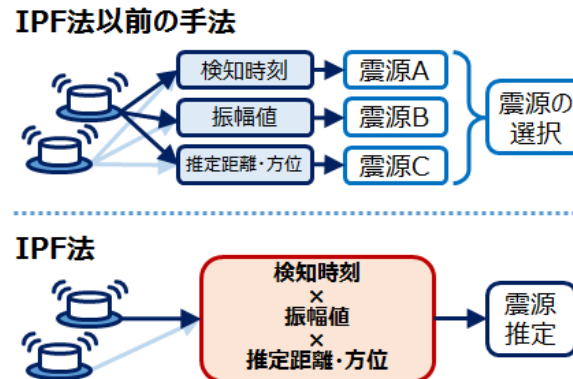 IPF法以前の手法
検知時刻
震源A
振幅値
震源B
推定距離・方位
震源C
震源の
選択
IPF法
検知時刻
×
振幅値
×
推定距離・方位
震源
推定